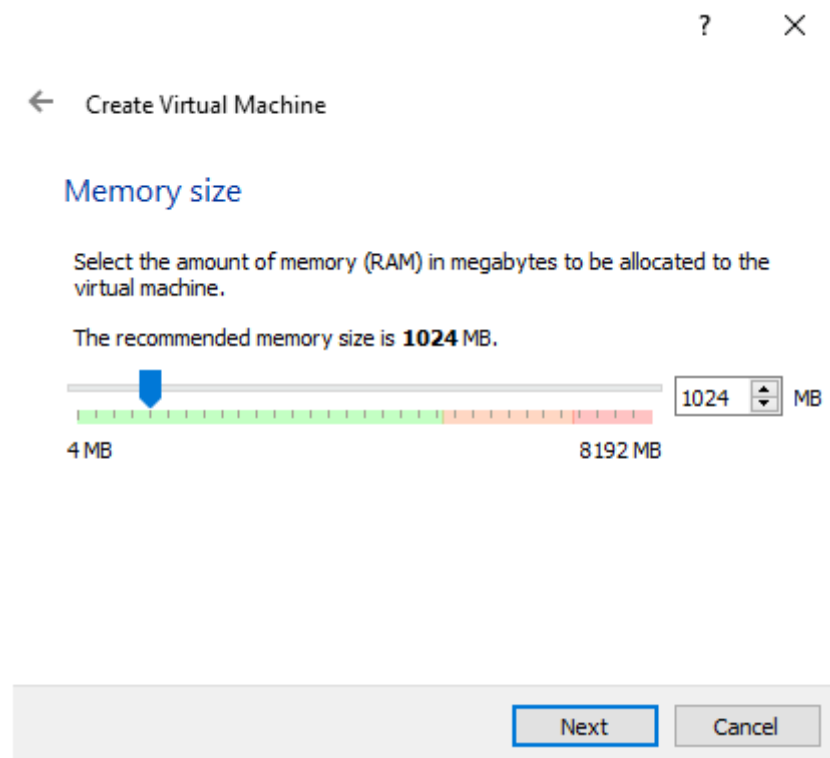 ?
Create Virtual Machine
Memory size
Select the amount of memory (RAM) in megabytes to be allocated to the
virtual machine.
The recommended memory size is 1024 MB.
1024 MB
4 MB 8192 MB
Next Cancel